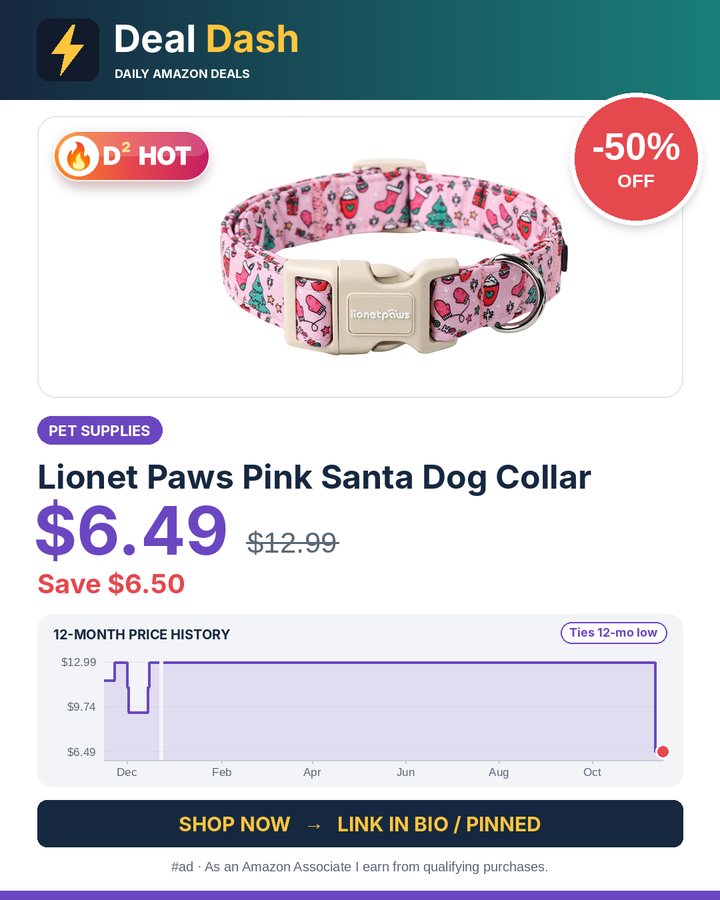 Deal Dash
DAILY AMAZON DEALS
-50%
OFF
🔥 D² HOT
lionetpaws
PET SUPPLIES
Lionet Paws Pink Santa Dog Collar
$6.49 $12.99
Save $6.50
12-MONTH PRICE HISTORY
Ties 12-mo low
$12.99
$9.74
$6.49
Dec Feb Apr Jun Aug Oct
SHOP NOW → LINK IN BIO / PINNED
#ad · As an Amazon Associate I earn from qualifying purchases.